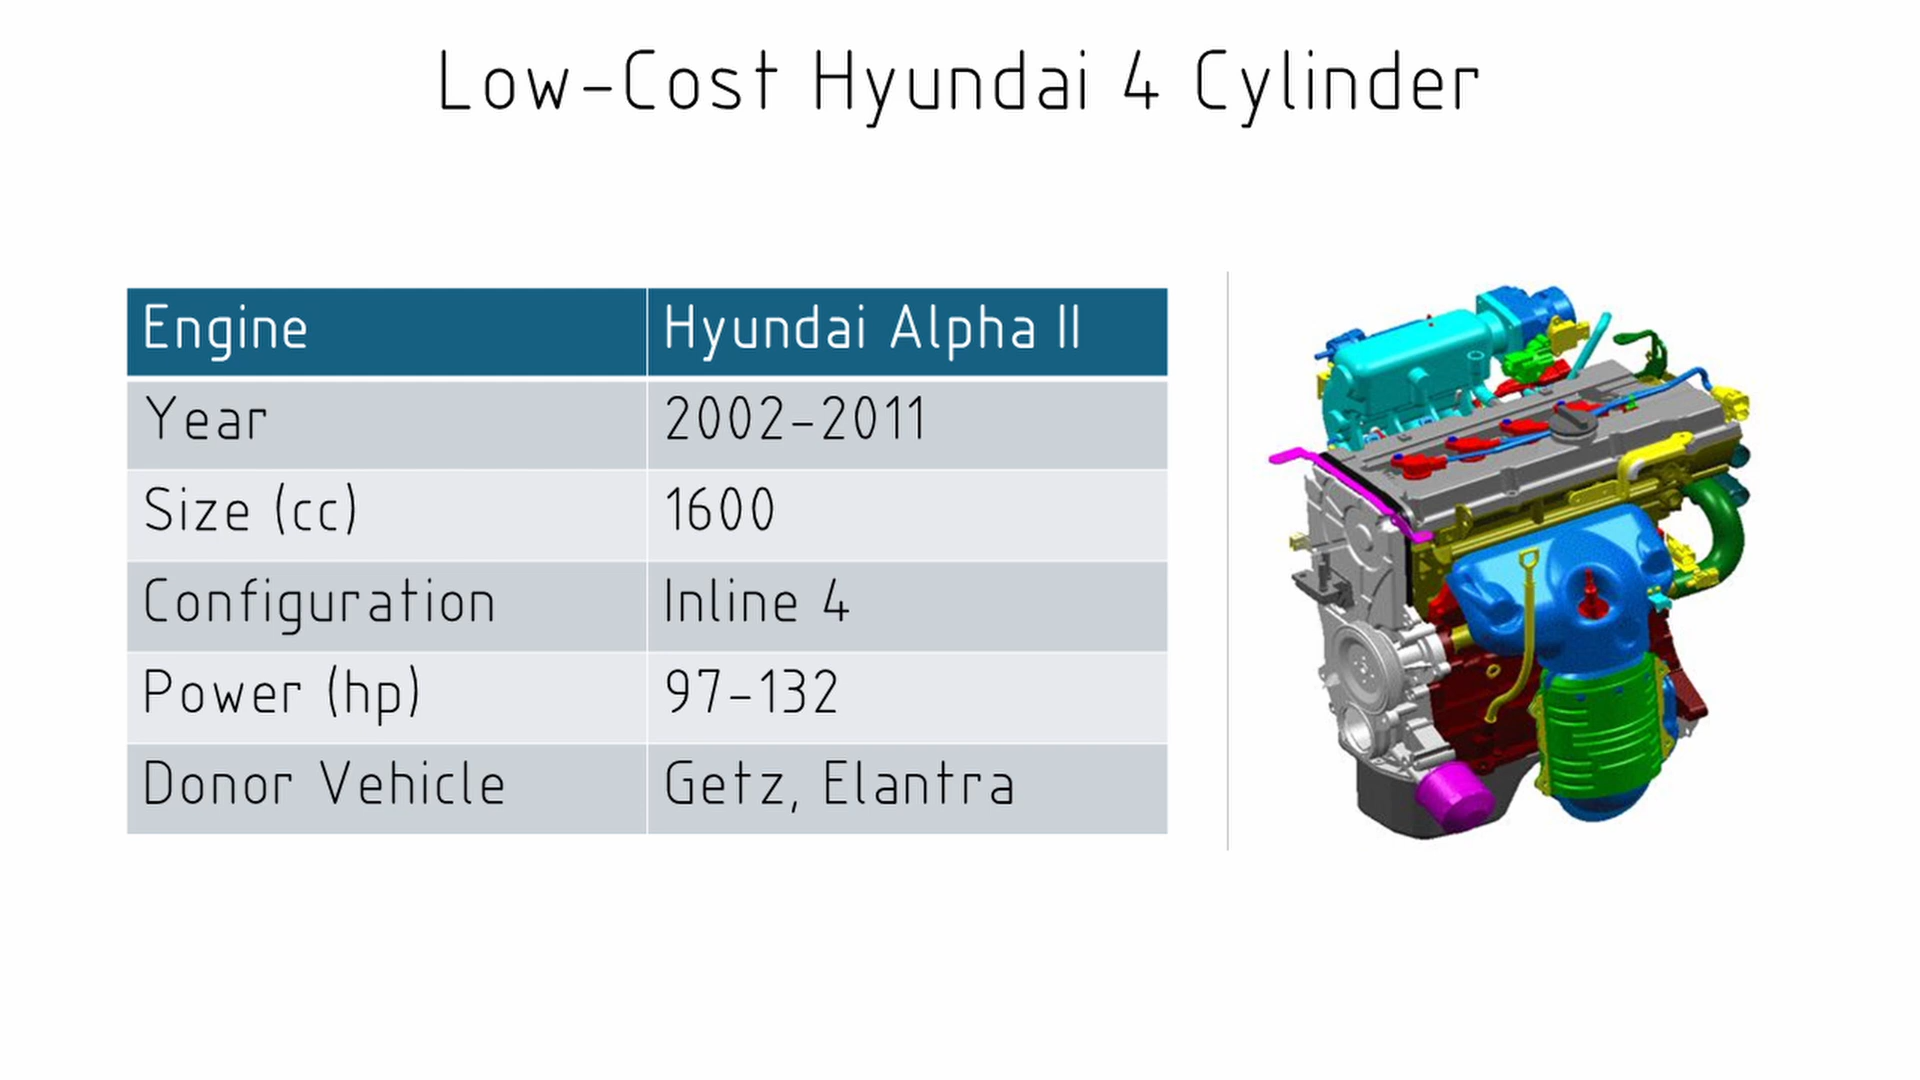 Low-Cost Hyundai 4 Cylinder
Engine Hyundai Alpha II
Year 2002-2011
Size (cc) 1600
Configuration Inline 4
Power (hp) 97-132
Donor Vehicle Getz, Elantra